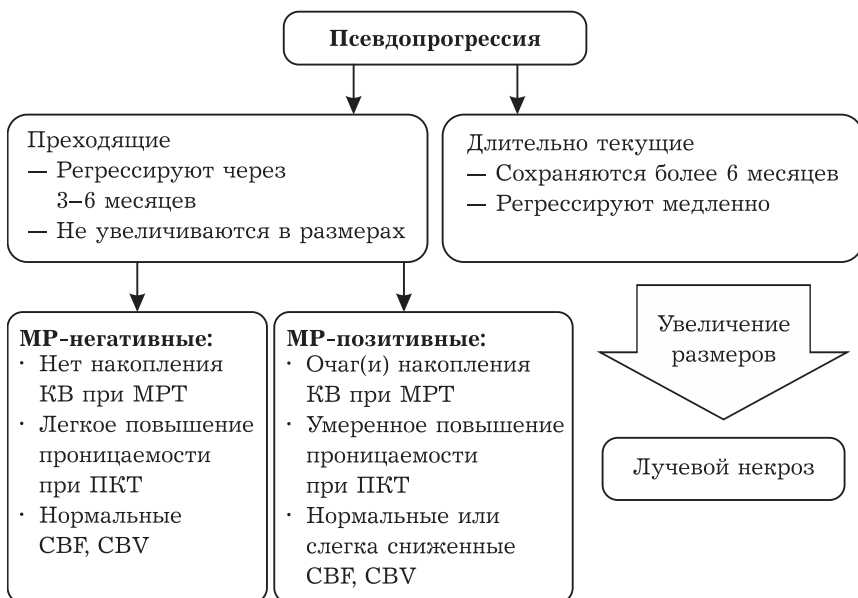 Псевдопрогрессия
Преходящие
— Регрессируют через
3–6 месяцев
— Не увеличиваются в размерах
Длительно текущие
— Сохраняются более 6 месяцев
— Регрессируют медленно
МР-негативные:
· Нет накопления
КВ при МРТ
· Легкое повышение
проницаемости
при ПКТ
· Нормальные
CBF, CBV
МР-позитивные:
· Очаг(и) накопления
КВ при МРТ
· Умеренное повышение
проницаемости
при ПКТ
· Нормальные или
слегка сниженные
CBF, CBV
Увеличение
размеров
Лучевой некроз